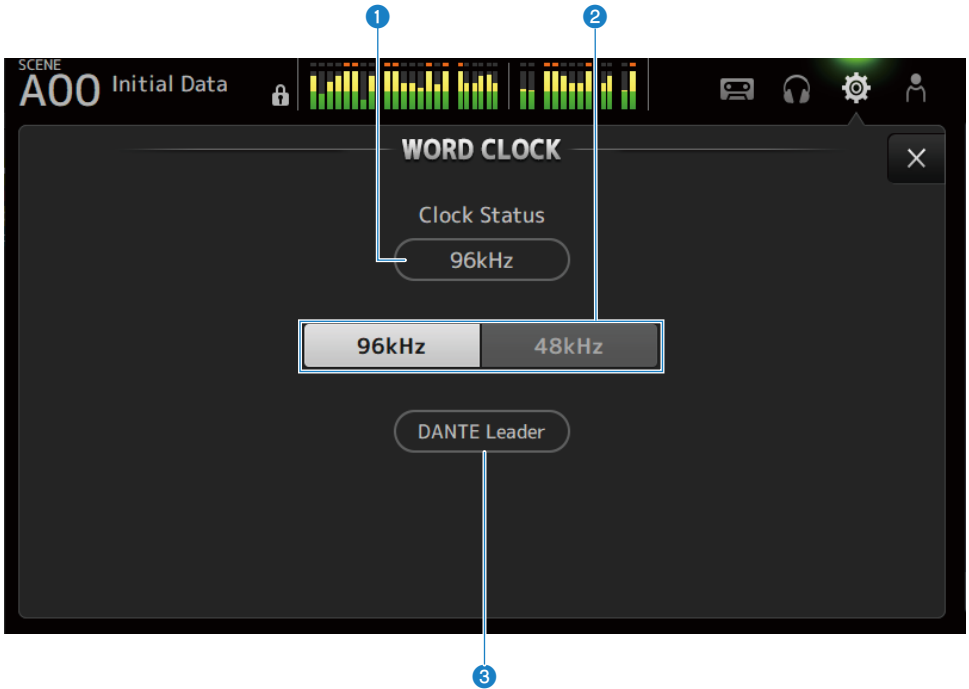 1 2
SCENE
A00 Initial Data
WORD CLOCK
Clock Status
96kHz
96kHz 48kHz
DANTE Leader
3